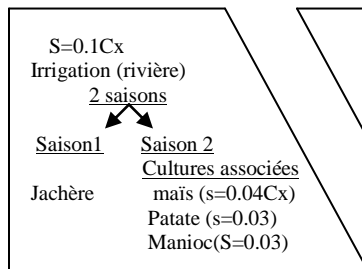 S=0.1Cx
Irrigation (rivière)
2 saisons
Saison1 Saison 2
Cultures associées
Jachère maïs (s=0.04Cx)
Patate (s=0.03)
Manioc(S=0.03)